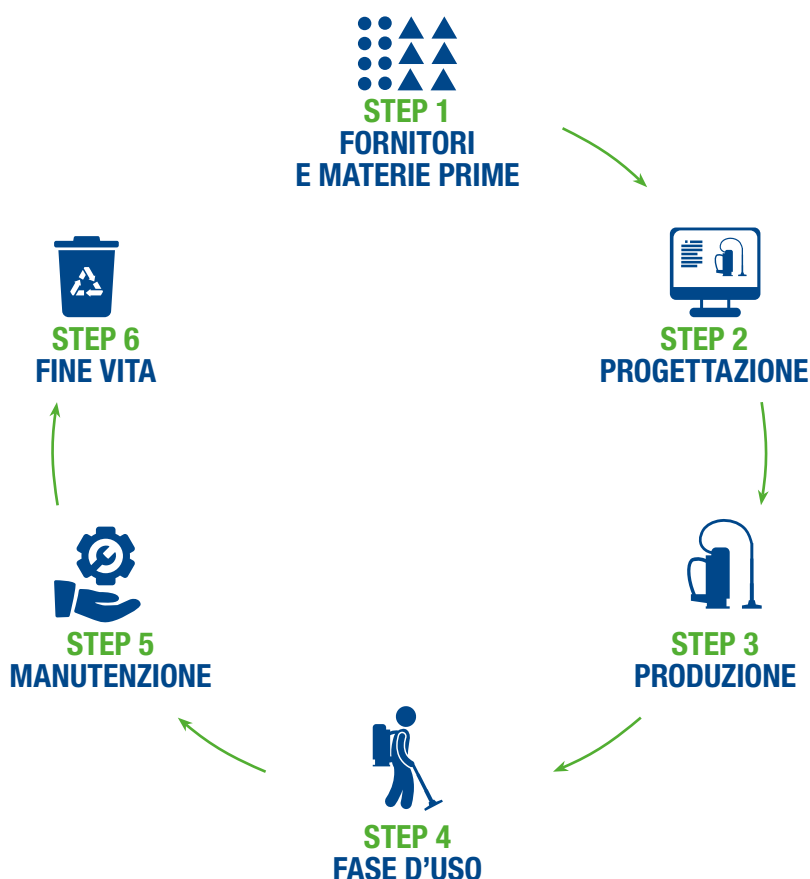 STEP 1
FORNITORI
E MATERIE PRIME
STEP 2
PROGETTAZIONE
STEP 3
PRODUZIONE
STEP 4
FASE D'USO
STEP 5
MANUTENZIONE
STEP 6
FINE VITA